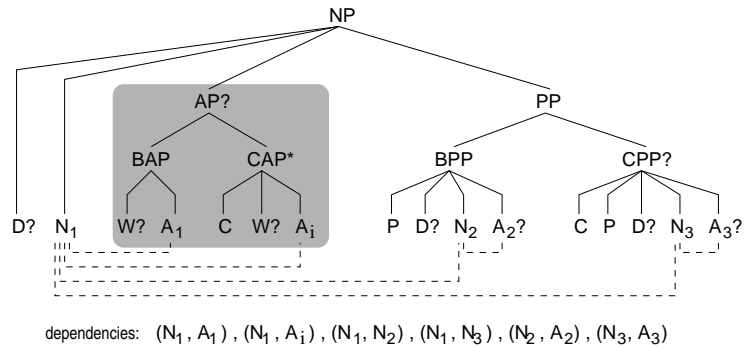 NP
AP? PP
BAP CAP* BPP CPP?
D? N1 W? A1 C W? Ai P D? N2 A2? C P D? N3 A3?
dependencies: (N1, A1) , (N1, Ai) , (N1, N2) , (N1, N3) , (N2, A2) , (N3, A3)